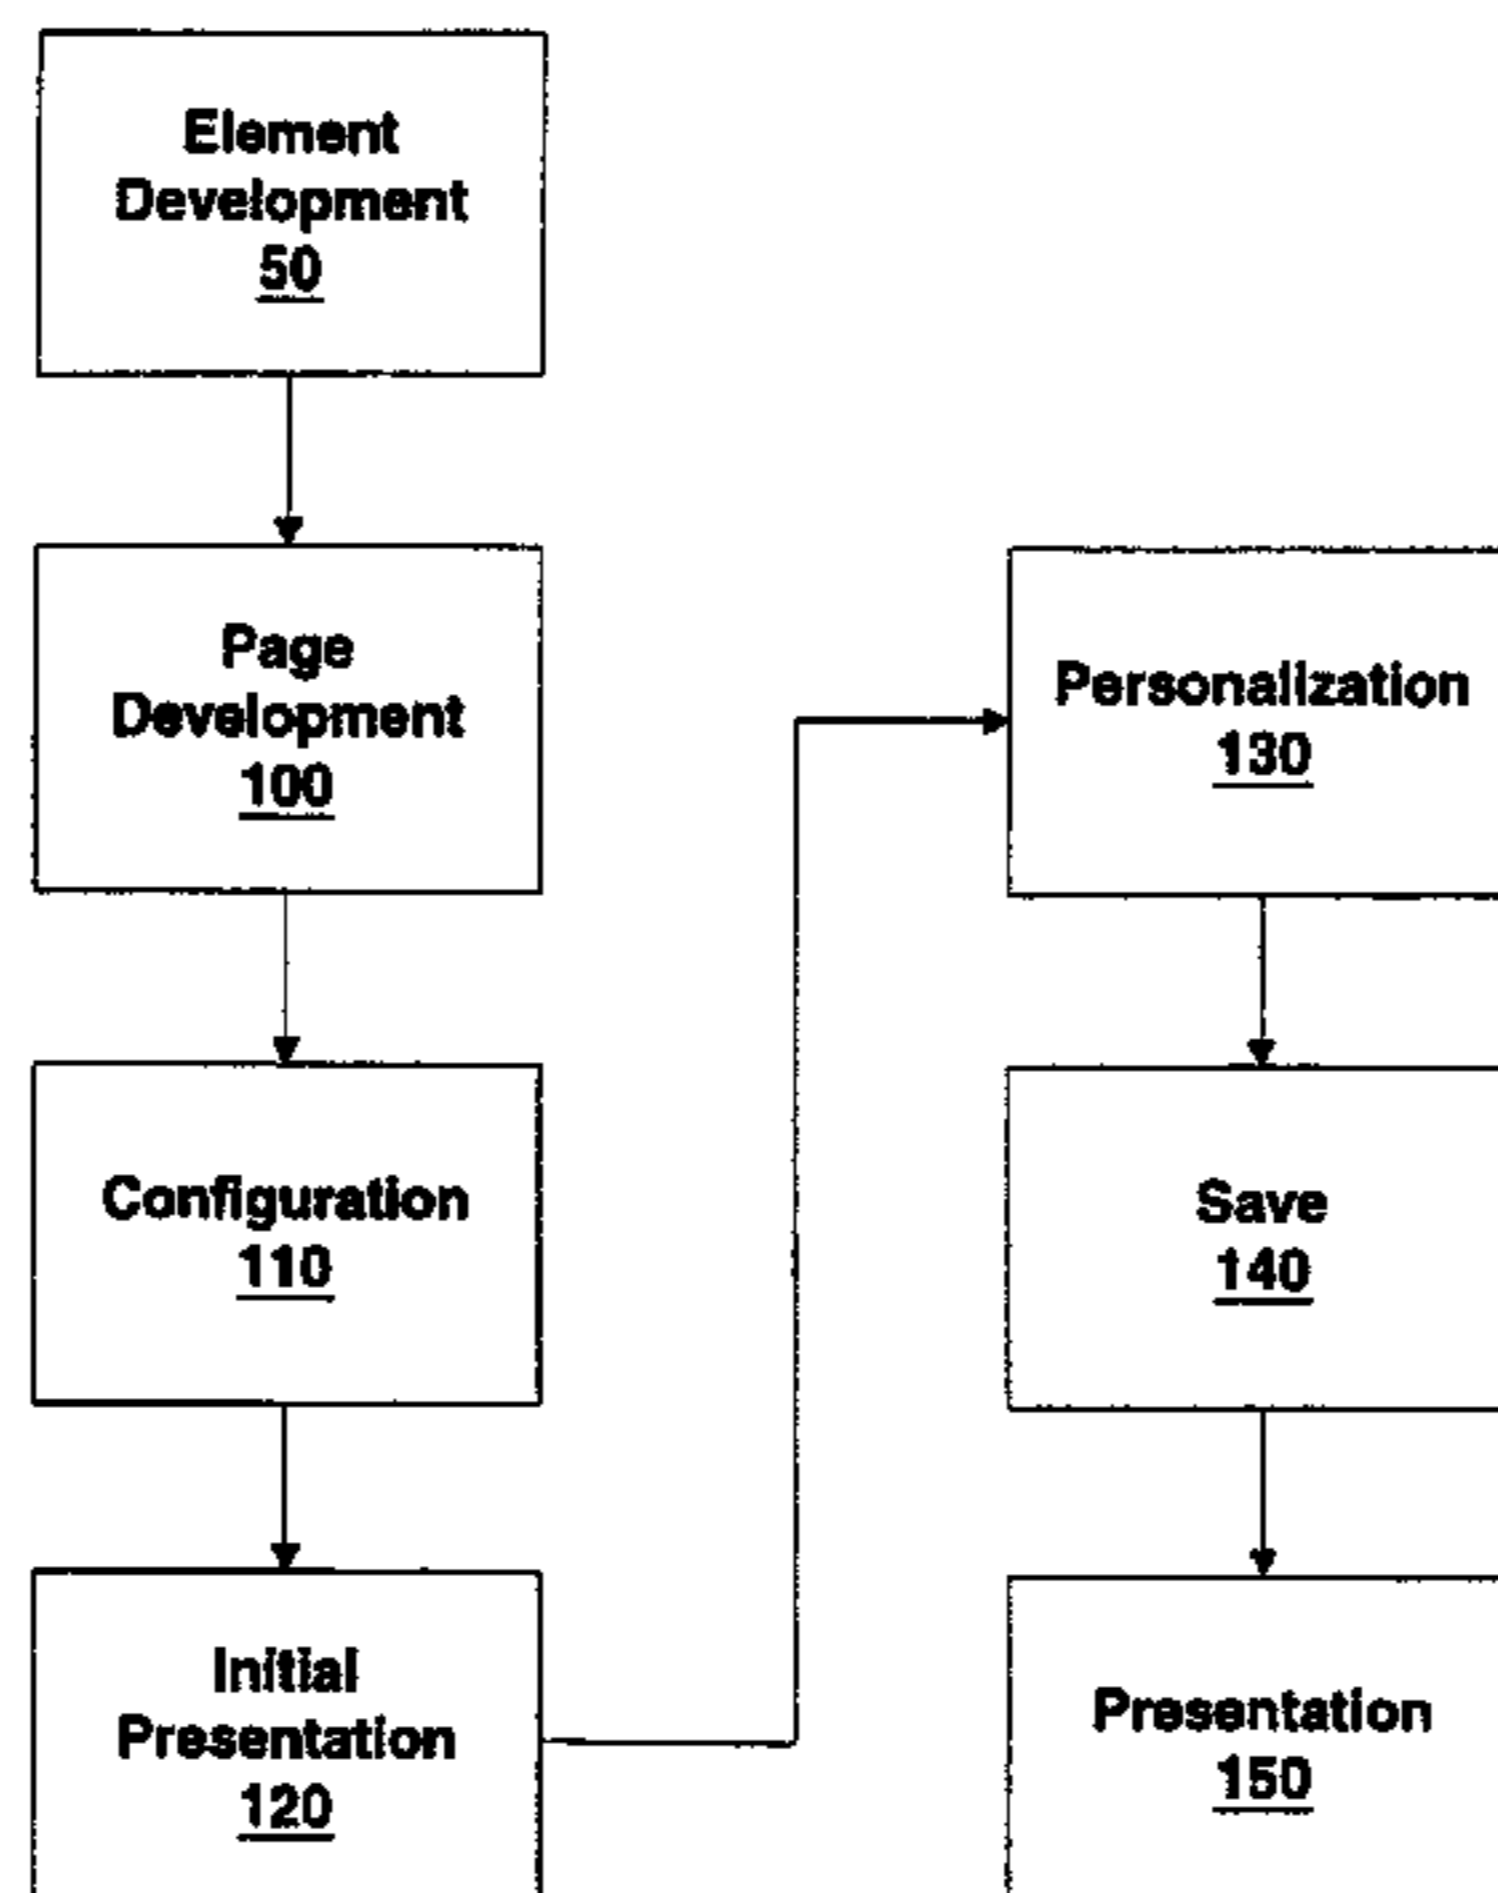 Element
Development
50
Page
Development
100
Configuration
110
Initial
Presentation
120
Personalization
130
Save
140
Presentation
150